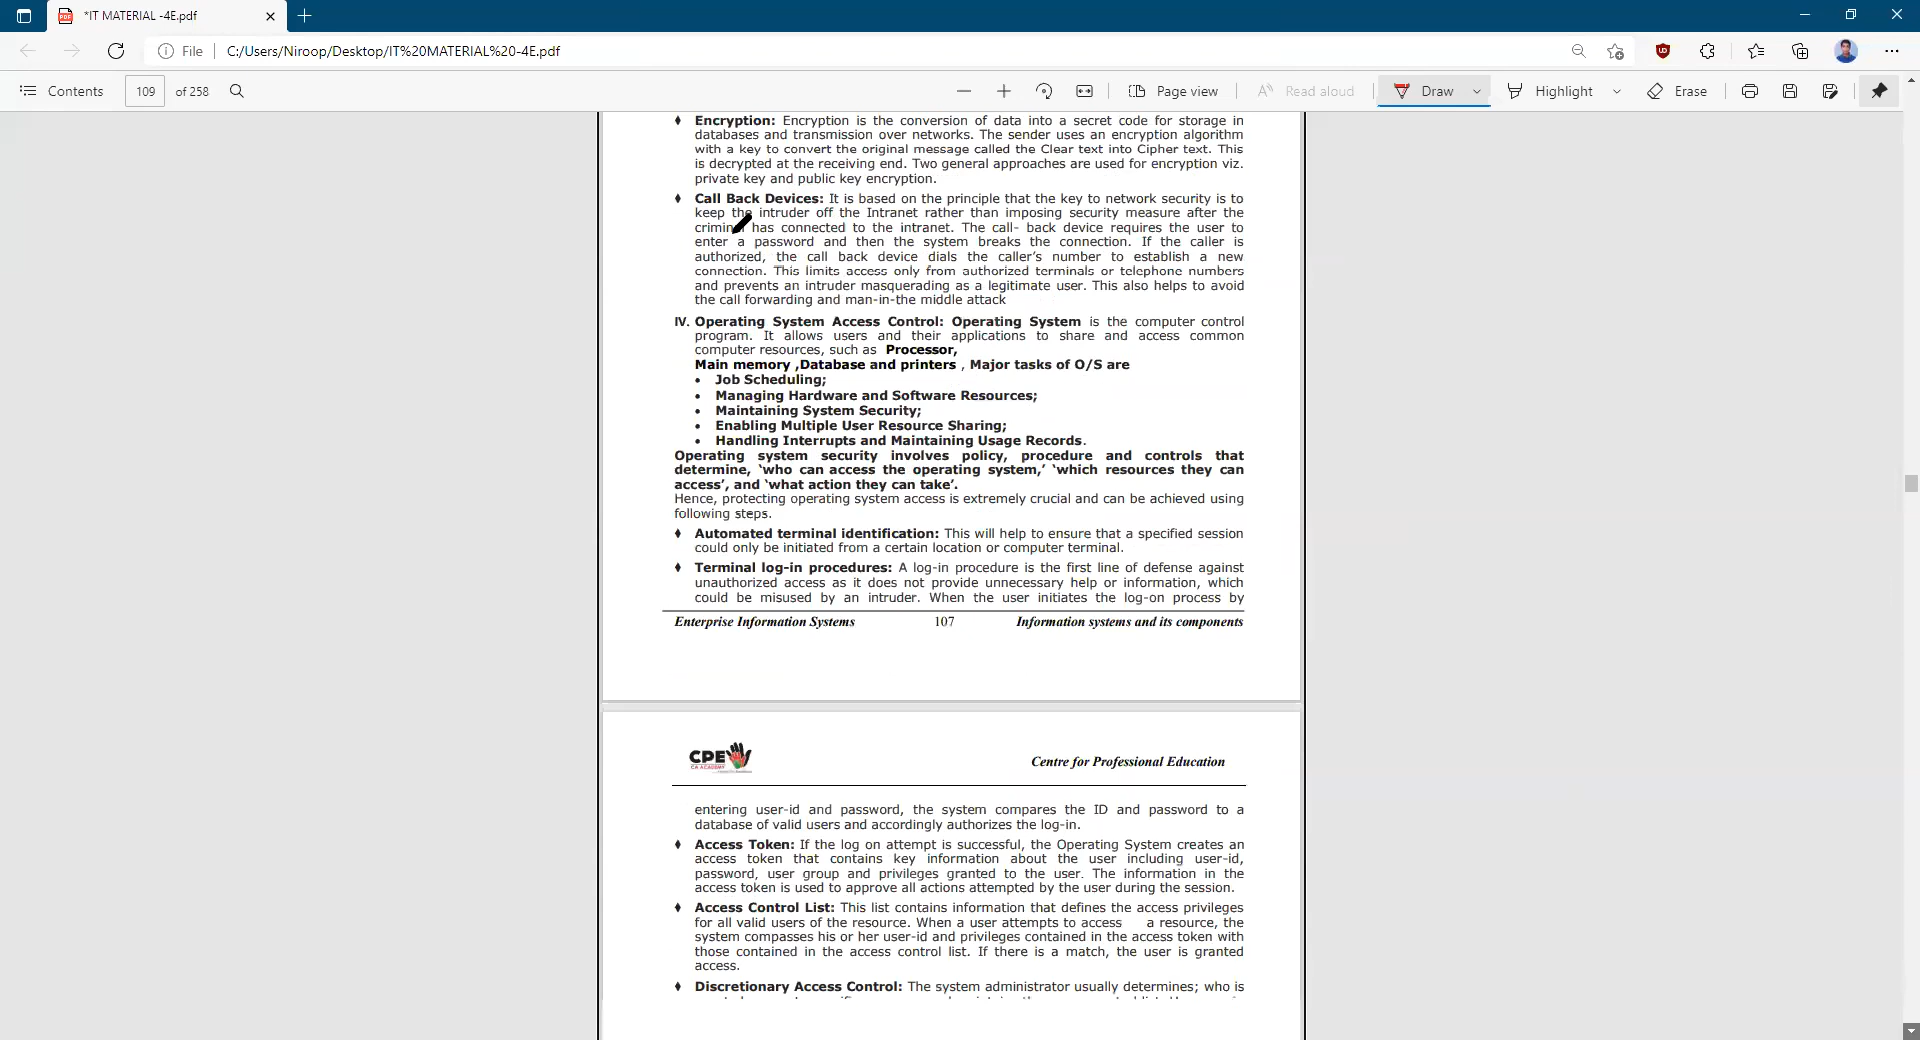 *IT MATERIAL -4E.pdf
File C:/Users/Niroop/Desktop/IT%20MATERIAL%20-4E.pdf
Contents 109 of 258 Page view Read aloud Draw Highlight Erase
♦ Encryption: Encryption is the conversion of data into a secret code for storage in
databases and transmission over networks. The sender uses an encryption algorithm
with a key to convert the original message called the Clear text into Cipher text. This
is decrypted at the receiving end. Two general approaches are used for encryption viz.
private key and public key encryption.
♦ Call Back Devices: It is based on the principle that the key to network security is to
keep the intruder off the Intranet rather than imposing security measure after the
criminal has connected to the intranet. The call- back device requires the user to
enter a password and then the system breaks the connection. If the caller is
authorized, the call back device dials the caller's number to establish a new
connection. This limits access only from authorized terminals or telephone numbers
and prevents an intruder masquerading as a legitimate user. This also helps to avoid
the call forwarding and man-in-the middle attack
IV. Operating System Access Control: Operating System is the computer control
program. It allows users and their applications to share and access common
computer resources, such as Processor,
Main memory ,Database and printers , Major tasks of O/S are
• Job Scheduling;
• Managing Hardware and Software Resources;
• Maintaining System Security;
• Enabling Multiple User Resource Sharing;
• Handling Interrupts and Maintaining Usage Records.
Operating system security involves policy, procedure and controls that
determine, 'who can access the operating system,' 'which resources they can
access', and 'what action they can take'.
Hence, protecting operating system access is extremely crucial and can be achieved using
following steps.
♦ Automated terminal identification: This will help to ensure that a specified session
could only be initiated from a certain location or computer terminal.
♦ Terminal log-in procedures: A log-in procedure is the first line of defense against
unauthorized access as it does not provide unnecessary help or information, which
could be misused by an intruder. When the user initiates the log-on process by
Enterprise Information Systems 107 Information systems and its components
CPE Centre for Professional Education
CA ACADEMY
entering user-id and password, the system compares the ID and password to a
database of valid users and accordingly authorizes the log-in.
♦ Access Token: If the log on attempt is successful, the Operating System creates an
access token that contains key information about the user including user-id,
password, user group and privileges granted to the user. The information in the
access token is used to approve all actions attempted by the user during the session.
♦ Access Control List: This list contains information that defines the access privileges
for all valid users of the resource. When a user attempts to access a resource, the
system compasses his or her user-id and privileges contained in the access token with
those contained in the access control list. If there is a match, the user is granted
access.
♦ Discretionary Access Control: The system administrator usually determines; who is